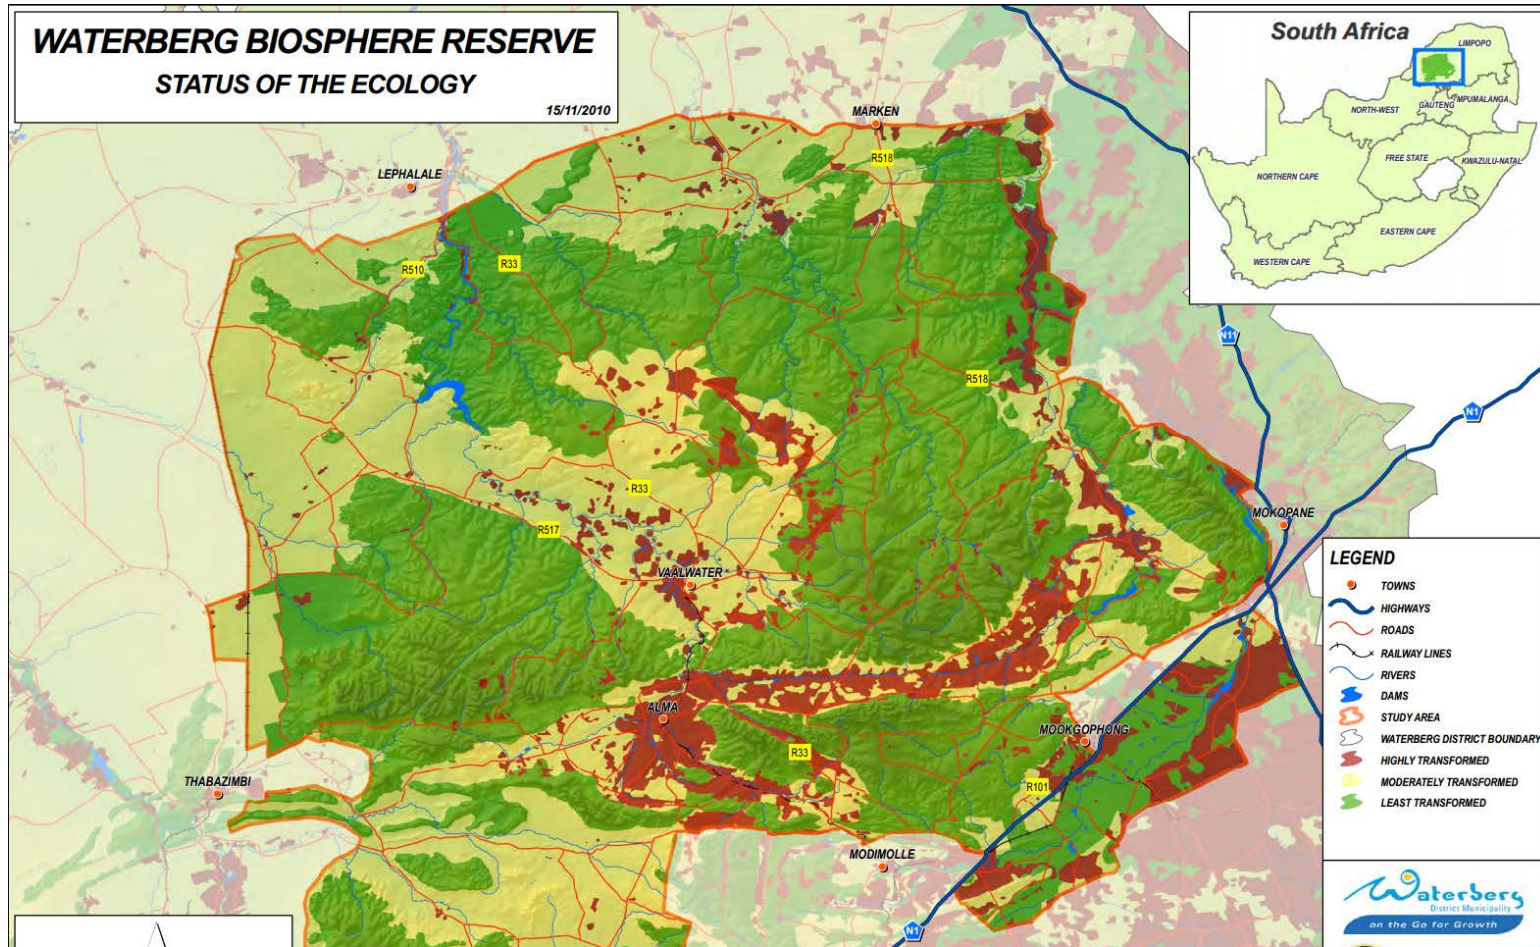 WATERBERG BIOSPHERE RESERVE
STATUS OF THE ECOLOGY
15/11/2010
South Africa
LIMPOPO
NORTH-WEST
GAUTENG
MPUMALANGA
FREE STATE
KWAZULU-NATAL
NORTHERN CAPE
EASTERN CAPE
WESTERN CAPE
MARKEN
R518
LEPHALALE
R510
R33
N11
R518
N1
R33
R517
MOKOPANE
VAALWATER
ALMA
MOOKGOPHONG
R33
THABAZIMBI
R101
MODIMOLLE
N1
LEGEND
TOWNS
HIGHWAYS
ROADS
RAILWAY LINES
RIVERS
DAMS
STUDY AREA
WATERBERG DISTRICT BOUNDARY
HIGHLY TRANSFORMED
MODERATELY TRANSFORMED
LEAST TRANSFORMED
Waterberg
District Municipality
on the Go for Growth